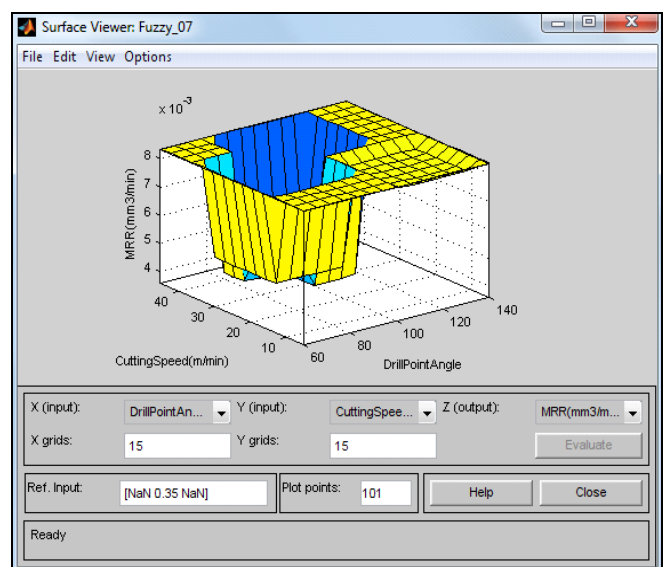 Surface Viewer: Fuzzy_07
File Edit View Options
x 10-3
8
7
6
5
4
MRR(mm3/min)
40
30
20
10
CuttingSpeed(m/min)
60
80
100
120
140
DrillPointAngle
X (input): DrillPointAn... Y (input): CuttingSpee... Z (output): MRR(mm3/m...
X grids: 15 Y grids: 15 Evaluate
Ref. Input: [NaN 0.35 NaN] Plot points: 101 Help Close
Ready